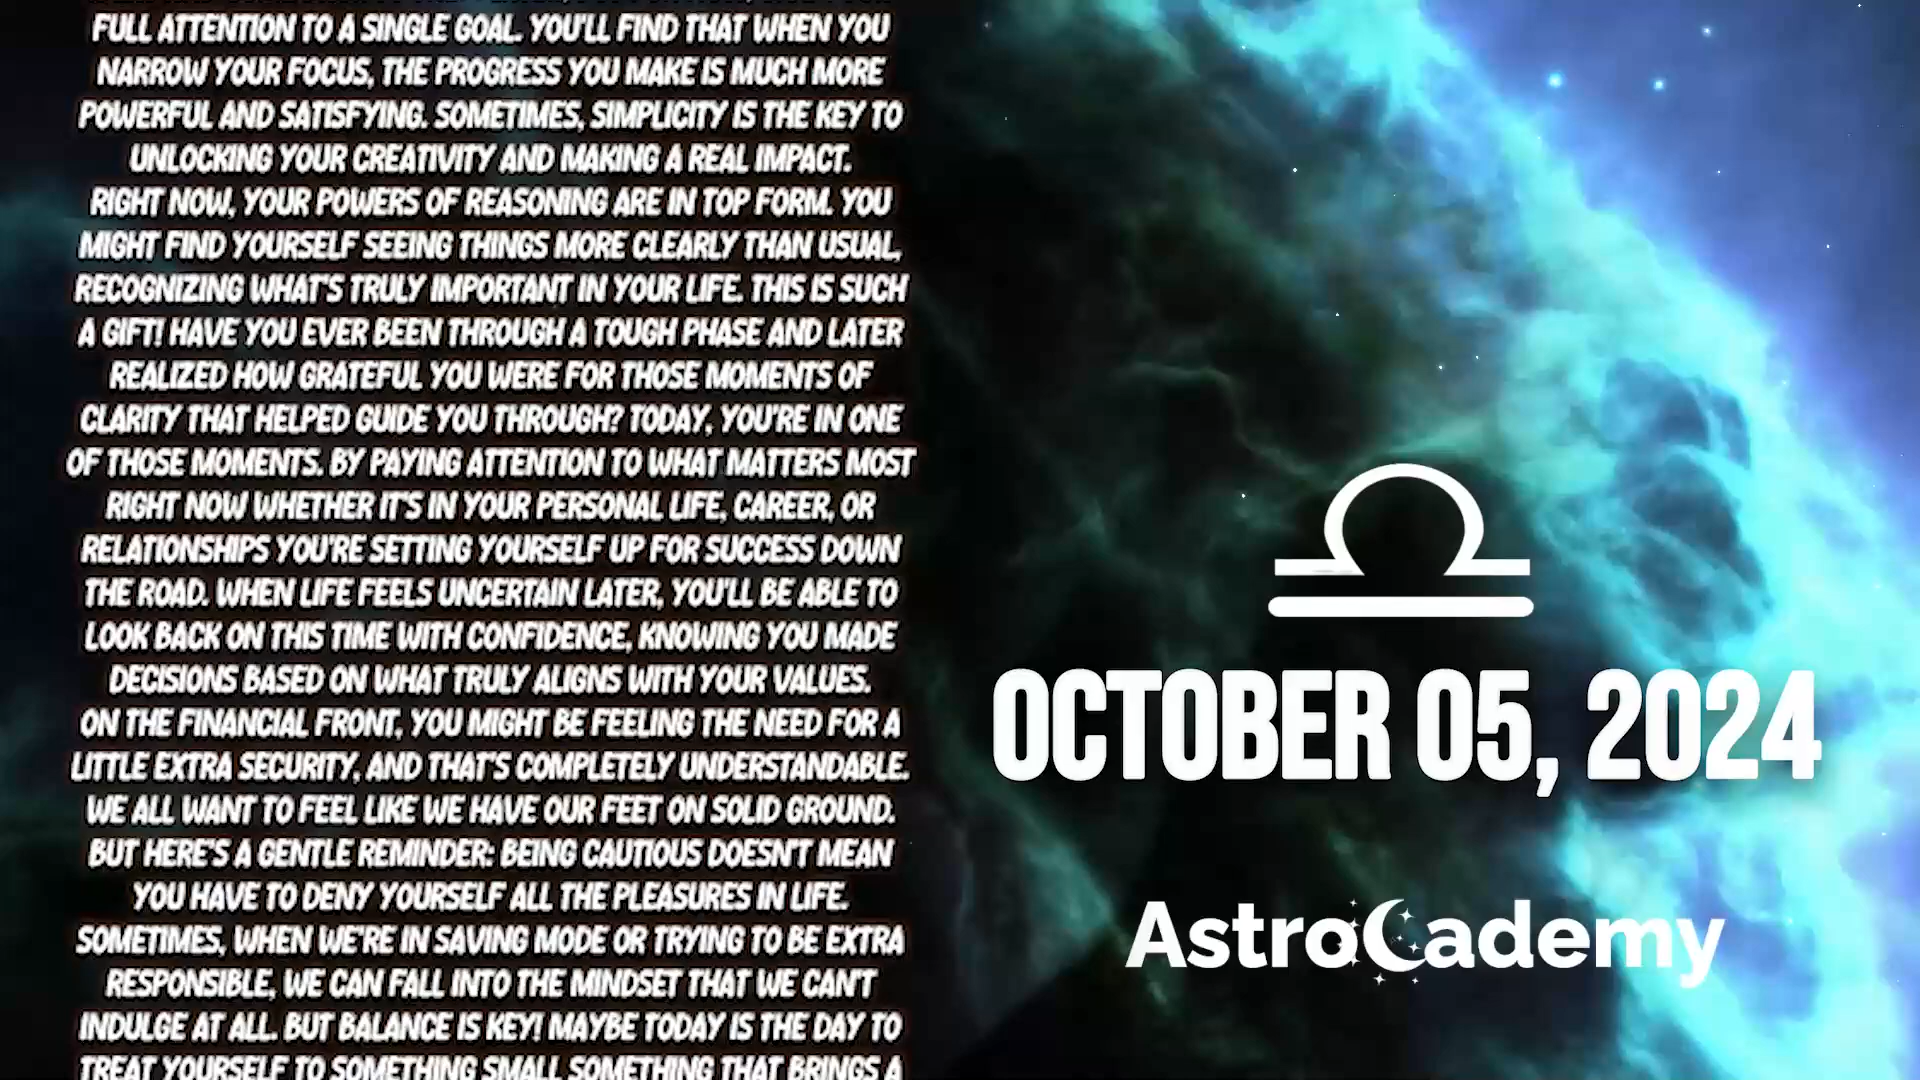 FULL ATTENTION TO A SINGLE GOAL. YOU'LL FIND THAT WHEN YOU
NARROW YOUR FOCUS, THE PROGRESS YOU MAKE IS MUCH MORE
POWERFUL AND SATISFYING. SOMETIMES, SIMPLICITY IS THE KEY TO
UNLOCKING YOUR CREATIVITY AND MAKING A REAL IMPACT.
RIGHT NOW, YOUR POWERS OF REASONING ARE IN TOP FORM. YOU
MIGHT FIND YOURSELF SEEING THINGS MORE CLEARLY THAN USUAL,
RECOGNIZING WHAT'S TRULY IMPORTANT IN YOUR LIFE. THIS IS SUCH
A GIFT! HAVE YOU EVER BEEN THROUGH A TOUGH PHASE AND LATER
REALIZED HOW GRATEFUL YOU WERE FOR THOSE MOMENTS OF
CLARITY THAT HELPED GUIDE YOU THROUGH? TODAY, YOU'RE IN ONE
OF THOSE MOMENTS. BY PAYING ATTENTION TO WHAT MATTERS MOST
RIGHT NOW WHETHER IT'S IN YOUR PERSONAL LIFE, CAREER, OR
RELATIONSHIPS YOU'RE SETTING YOURSELF UP FOR SUCCESS DOWN
THE ROAD. WHEN LIFE FEELS UNCERTAIN LATER, YOU'LL BE ABLE TO
LOOK BACK ON THIS TIME WITH CONFIDENCE, KNOWING YOU MADE
DECISIONS BASED ON WHAT TRULY ALIGNS WITH YOUR VALUES.
ON THE FINANCIAL FRONT, YOU MIGHT BE FEELING THE NEED FOR A
LITTLE EXTRA SECURITY, AND THAT'S COMPLETELY UNDERSTANDABLE.
WE ALL WANT TO FEEL LIKE WE HAVE OUR FEET ON SOLID GROUND.
BUT HERE'S A GENTLE REMINDER: BEING CAUTIOUS DOESN'T MEAN
YOU HAVE TO DENY YOURSELF ALL THE PLEASURES IN LIFE.
SOMETIMES, WHEN WE'RE IN SAVING MODE OR TRYING TO BE EXTRA
RESPONSIBLE, WE CAN FALL INTO THE MINDSET THAT WE CAN'T
INDULGE AT ALL. BUT BALANCE IS KEY! MAYBE TODAY IS THE DAY TO
TREAT YOURSELF TO SOMETHING SMALL SOMETHING THAT BRINGS A
OCTOBER 05, 2024
AstroCademy